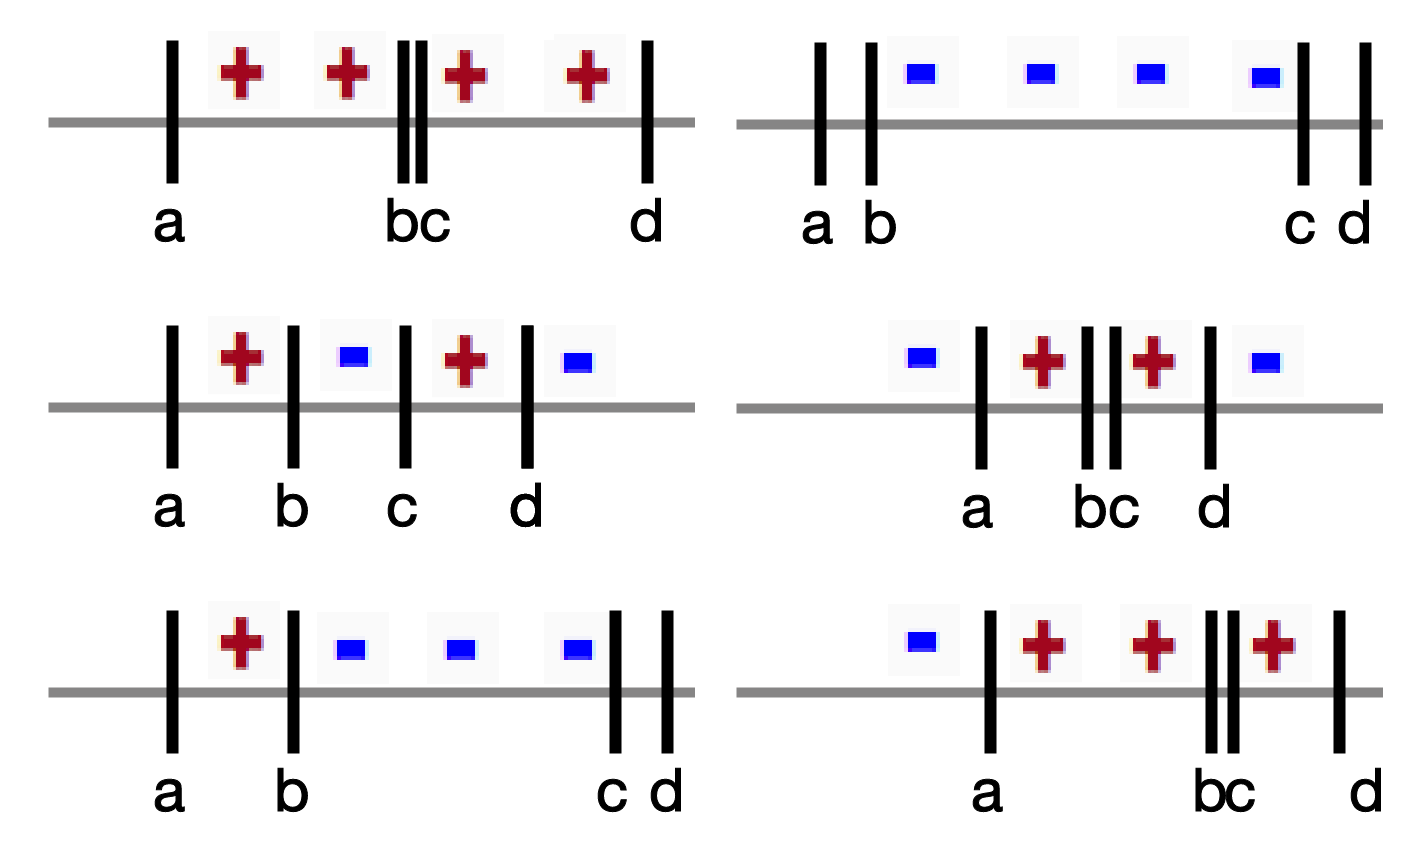 + + + +
a bc d
- - - -
a b c d
+ - + -
a b c d
- + + -
a bc d
+ - - -
a b c d
- + + +
a bc d